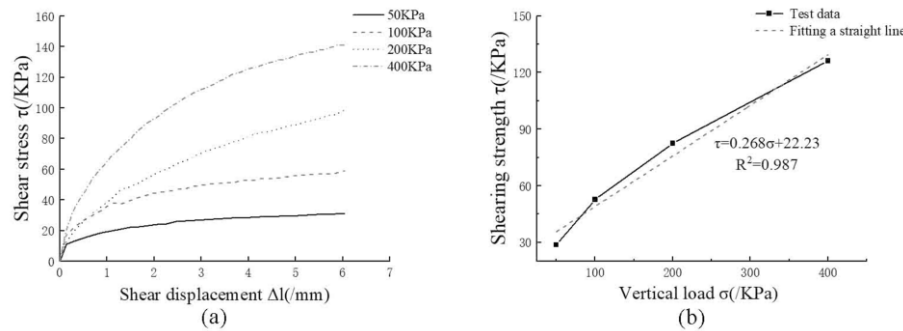 (a)
160
140
120
100
80
60
40
20
0
Shear stress τ(/KPa)
50KPa
100KPa
200KPa
400KPa
0 1 2 3 4 5 6 7
Shear displacement Δl(/mm)
(a)
150
120
90
60
30
Shearing strength τ(/KPa)
Test data
Fitting a straight line
τ=0.268σ+22.23
R²=0.987
100 200 300 400
Vertical load σ(/KPa)
(b)